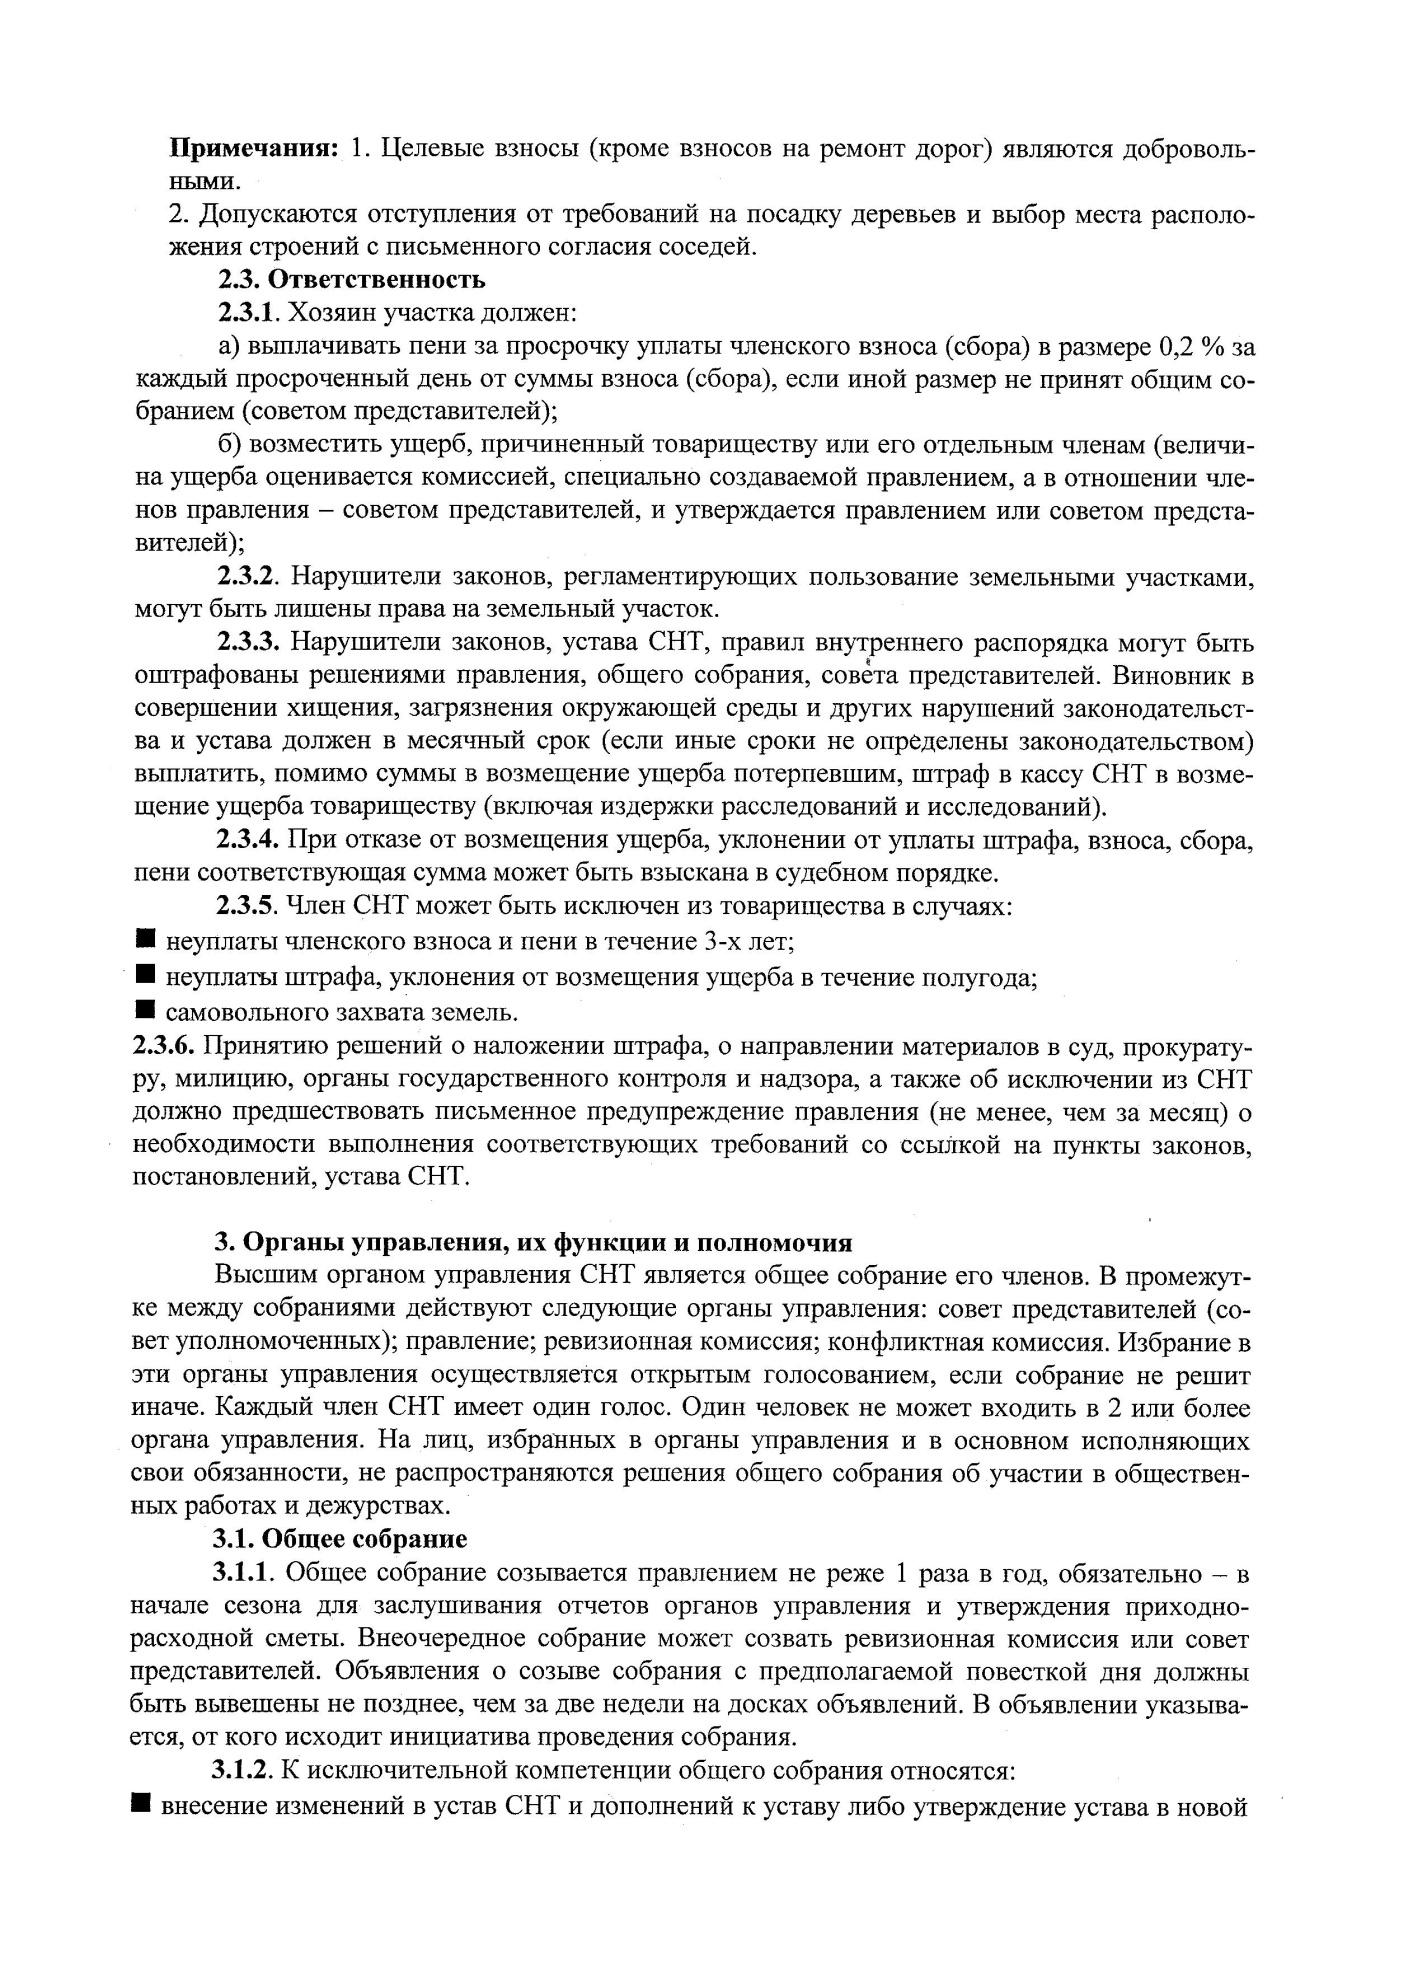 Примечания: 1. Целевые взносы (кроме взносов на ремонт дорог) являются доброволь-
ными.
2. Допускаются отступления от требований на посадку деревьев и выбор места располо-
жения строений с письменного согласия соседей.
2.3. Ответственность
2.3.1. Хозяин участка должен:
а) выплачивать пени за просрочку уплаты членского взноса (сбора) в размере 0,2 % за
каждый просроченный день от суммы взноса (сбора), если иной размер не принят общим со-
бранием (советом представителей);
б) возместить ущерб, причиненный товариществу или его отдельным членам (величи-
на ущерба оценивается комиссией, специально создаваемой правлением, а в отношении чле-
нов правления – советом представителей, и утверждается правлением или советом предста-
вителей);
2.3.2. Нарушители законов, регламентирующих пользование земельными участками,
могут быть лишены права на земельный участок.
2.3.3. Нарушители законов, устава СНТ, правил внутреннего распорядка могут быть
оштрафованы решениями правления, общего собрания, совета представителей. Виновник в
совершении хищения, загрязнения окружающей среды и других нарушений законодательст-
ва и устава должен в месячный срок (если иные сроки не определены законодательством)
выплатить, помимо суммы в возмещение ущерба потерпевшим, штраф в кассу СНТ в возме-
щение ущерба товариществу (включая издержки расследований и исследований).
2.3.4. При отказе от возмещения ущерба, уклонении от уплаты штрафа, взноса, сбора,
пени соответствующая сумма может быть взыскана в судебном порядке.
2.3.5. Член СНТ может быть исключен из товарищества в случаях:
■ неуплаты членского взноса и пени в течение 3-х лет;
■ неуплаты штрафа, уклонения от возмещения ущерба в течение полугода;
■ самовольного захвата земель.
2.3.6. Принятию решений о наложении штрафа, о направлении материалов в суд, прокурату-
ру, милицию, органы государственного контроля и надзора, а также об исключении из СНТ
должно предшествовать письменное предупреждение правления (не менее, чем за месяц) о
необходимости выполнения соответствующих требований со ссылкой на пункты законов,
постановлений, устава СНТ.
3. Органы управления, их функции и полномочия
Высшим органом управления СНТ является общее собрание его членов. В промежут-
ке между собраниями действуют следующие органы управления: совет представителей (со-
вет уполномоченных); правление; ревизионная комиссия; конфликтная комиссия. Избрание в
эти органы управления осуществляется открытым голосованием, если собрание не решит
иначе. Каждый член СНТ имеет один голос. Один человек не может входить в 2 или более
органа управления. На лиц, избранных в органы управления и в основном исполняющих
свои обязанности, не распространяются решения общего собрания об участии в обществен-
ных работах и дежурствах.
3.1. Общее собрание
3.1.1. Общее собрание созывается правлением не реже 1 раза в год, обязательно – в
начале сезона для заслушивания отчетов органов управления и утверждения приходно-
расходной сметы. Внеочередное собрание может созвать ревизионная комиссия или совет
представителей. Объявления о созыве собрания с предполагаемой повесткой дня должны
быть вывешены не позднее, чем за две недели на досках объявлений. В объявлении указыва-
ется, от кого исходит инициатива проведения собрания.
3.1.2. К исключительной компетенции общего собрания относятся:
■ внесение изменений в устав СНТ и дополнений к уставу либо утверждение устава в новой